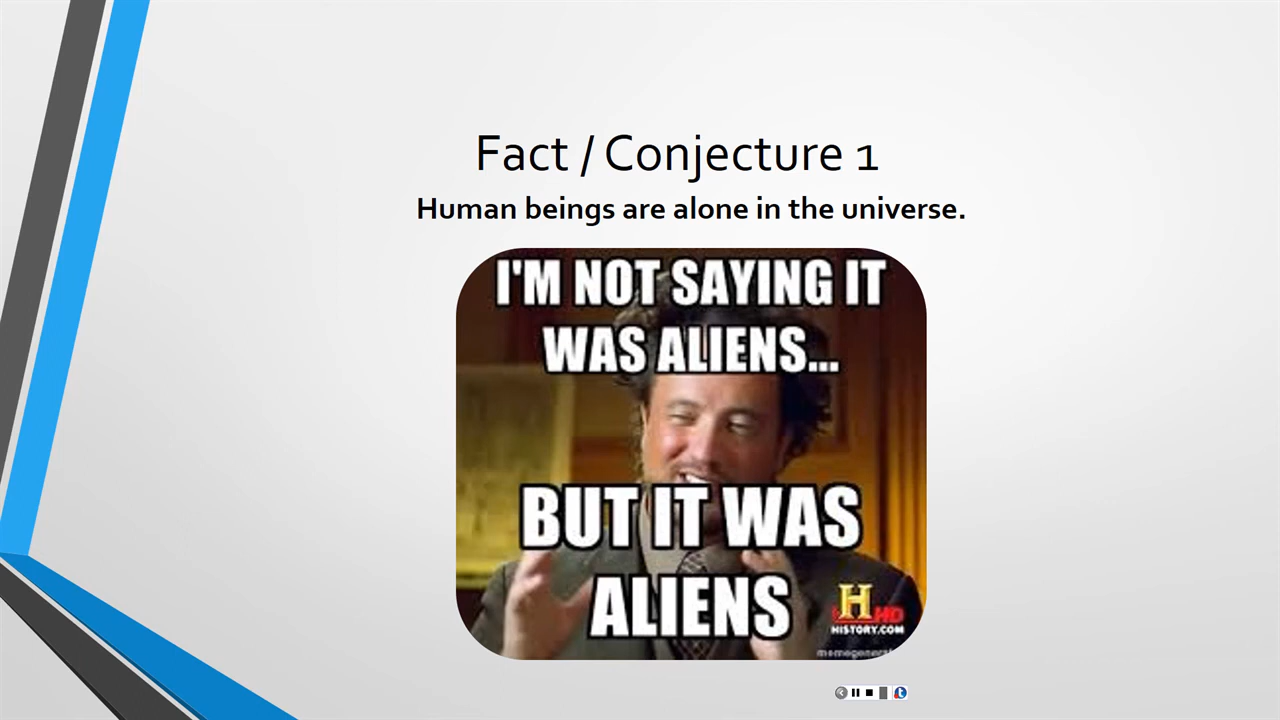 Fact / Conjecture 1
Human beings are alone in the universe.
I'M NOT SAYING IT
WAS ALIENS...
BUT IT WAS
ALIENS
H HD
HISTORY.COM